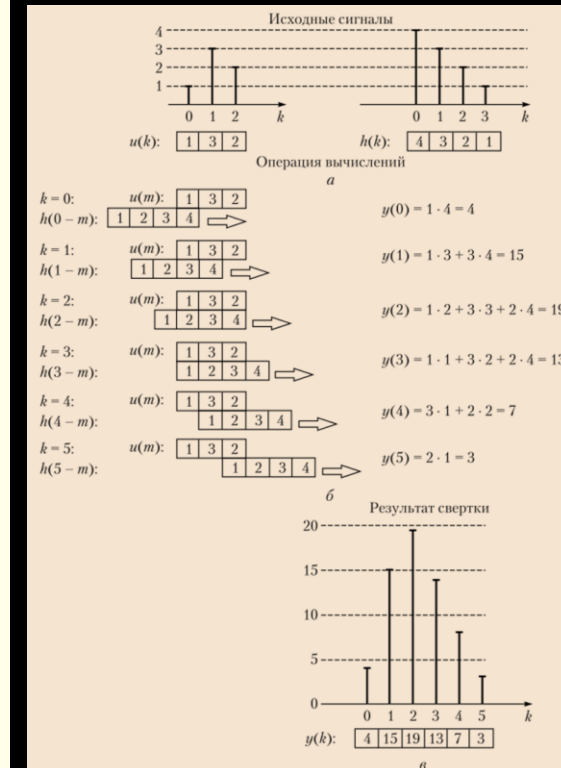 Исходные сигналы
4
3
2
1
0 1 2 k
0 1 2 3 k
u(k): 1 3 2
h(k): 4 3 2 1
Операция вычислений
а
k = 0: u(m): 1 3 2
h(0 – m): 1 2 3 4
y(0) = 1 · 4 = 4
k = 1: u(m): 1 3 2
h(1 – m): 1 2 3 4
y(1) = 1 · 3 + 3 · 4 = 15
k = 2: u(m): 1 3 2
h(2 – m): 1 2 3 4
y(2) = 1 · 2 + 3 · 3 + 2 · 4 = 19
k = 3: u(m): 1 3 2
h(3 – m): 1 2 3 4
y(3) = 1 · 1 + 3 · 2 + 2 · 4 = 13
k = 4: u(m): 1 3 2
h(4 – m): 1 2 3 4
y(4) = 3 · 1 + 2 · 2 = 7
k = 5: u(m): 1 3 2
h(5 – m): 1 2 3 4
y(5) = 2 · 1 = 3
б
Результат свертки
20
15
10
5
0
0 1 2 3 4 5 k
y(k): 4 15 19 13 7 3
в